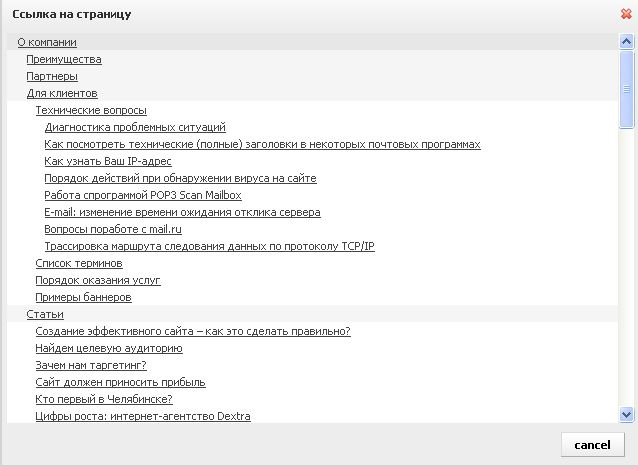 Ссылка на страницу
О компании
Преимущества
Партнеры
Для клиентов
Технические вопросы
Диагностика проблемных ситуаций
Как посмотреть технические (полные) заголовки в некоторых почтовых программах
Как узнать Ваш IP-адрес
Порядок действий при обнаружении вируса на сайте
Работа спрограммой POP3 Scan Mailbox
E-mail: изменение времени ожидания отклика сервера
Вопросы поработе с mail.ru
Трассировка маршрута следования данных по протоколу TCP/IP
Список терминов
Порядок оказания услуг
Примеры баннеров
Статьи
Создание эффективного сайта – как это сделать правильно?
Найдем целевую аудиторию
Зачем нам таргетинг?
Сайт должен приносить прибыль
Кто первый в Челябинске?
Цифры роста: интернет-агентство Dextra
cancel